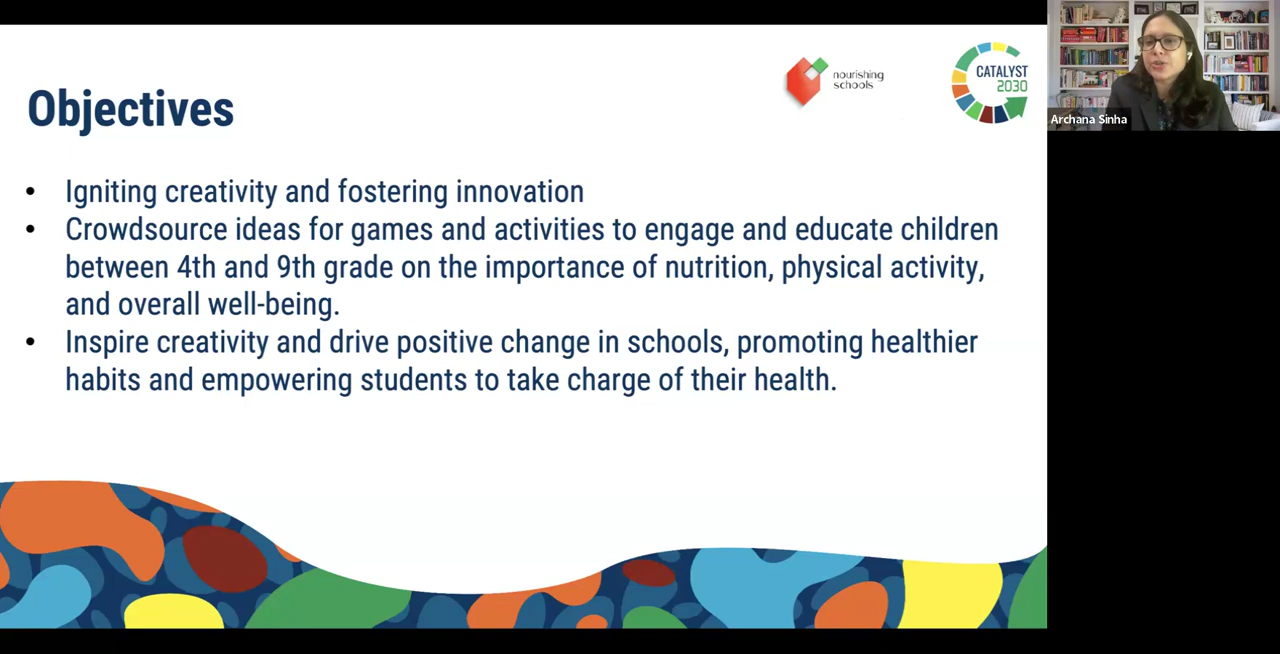 nourishing
schools
CATALYST
2030
Archana Sinha
Objectives
• Igniting creativity and fostering innovation
• Crowdsource ideas for games and activities to engage and educate children
between 4th and 9th grade on the importance of nutrition, physical activity,
and overall well-being.
• Inspire creativity and drive positive change in schools, promoting healthier
habits and empowering students to take charge of their health.